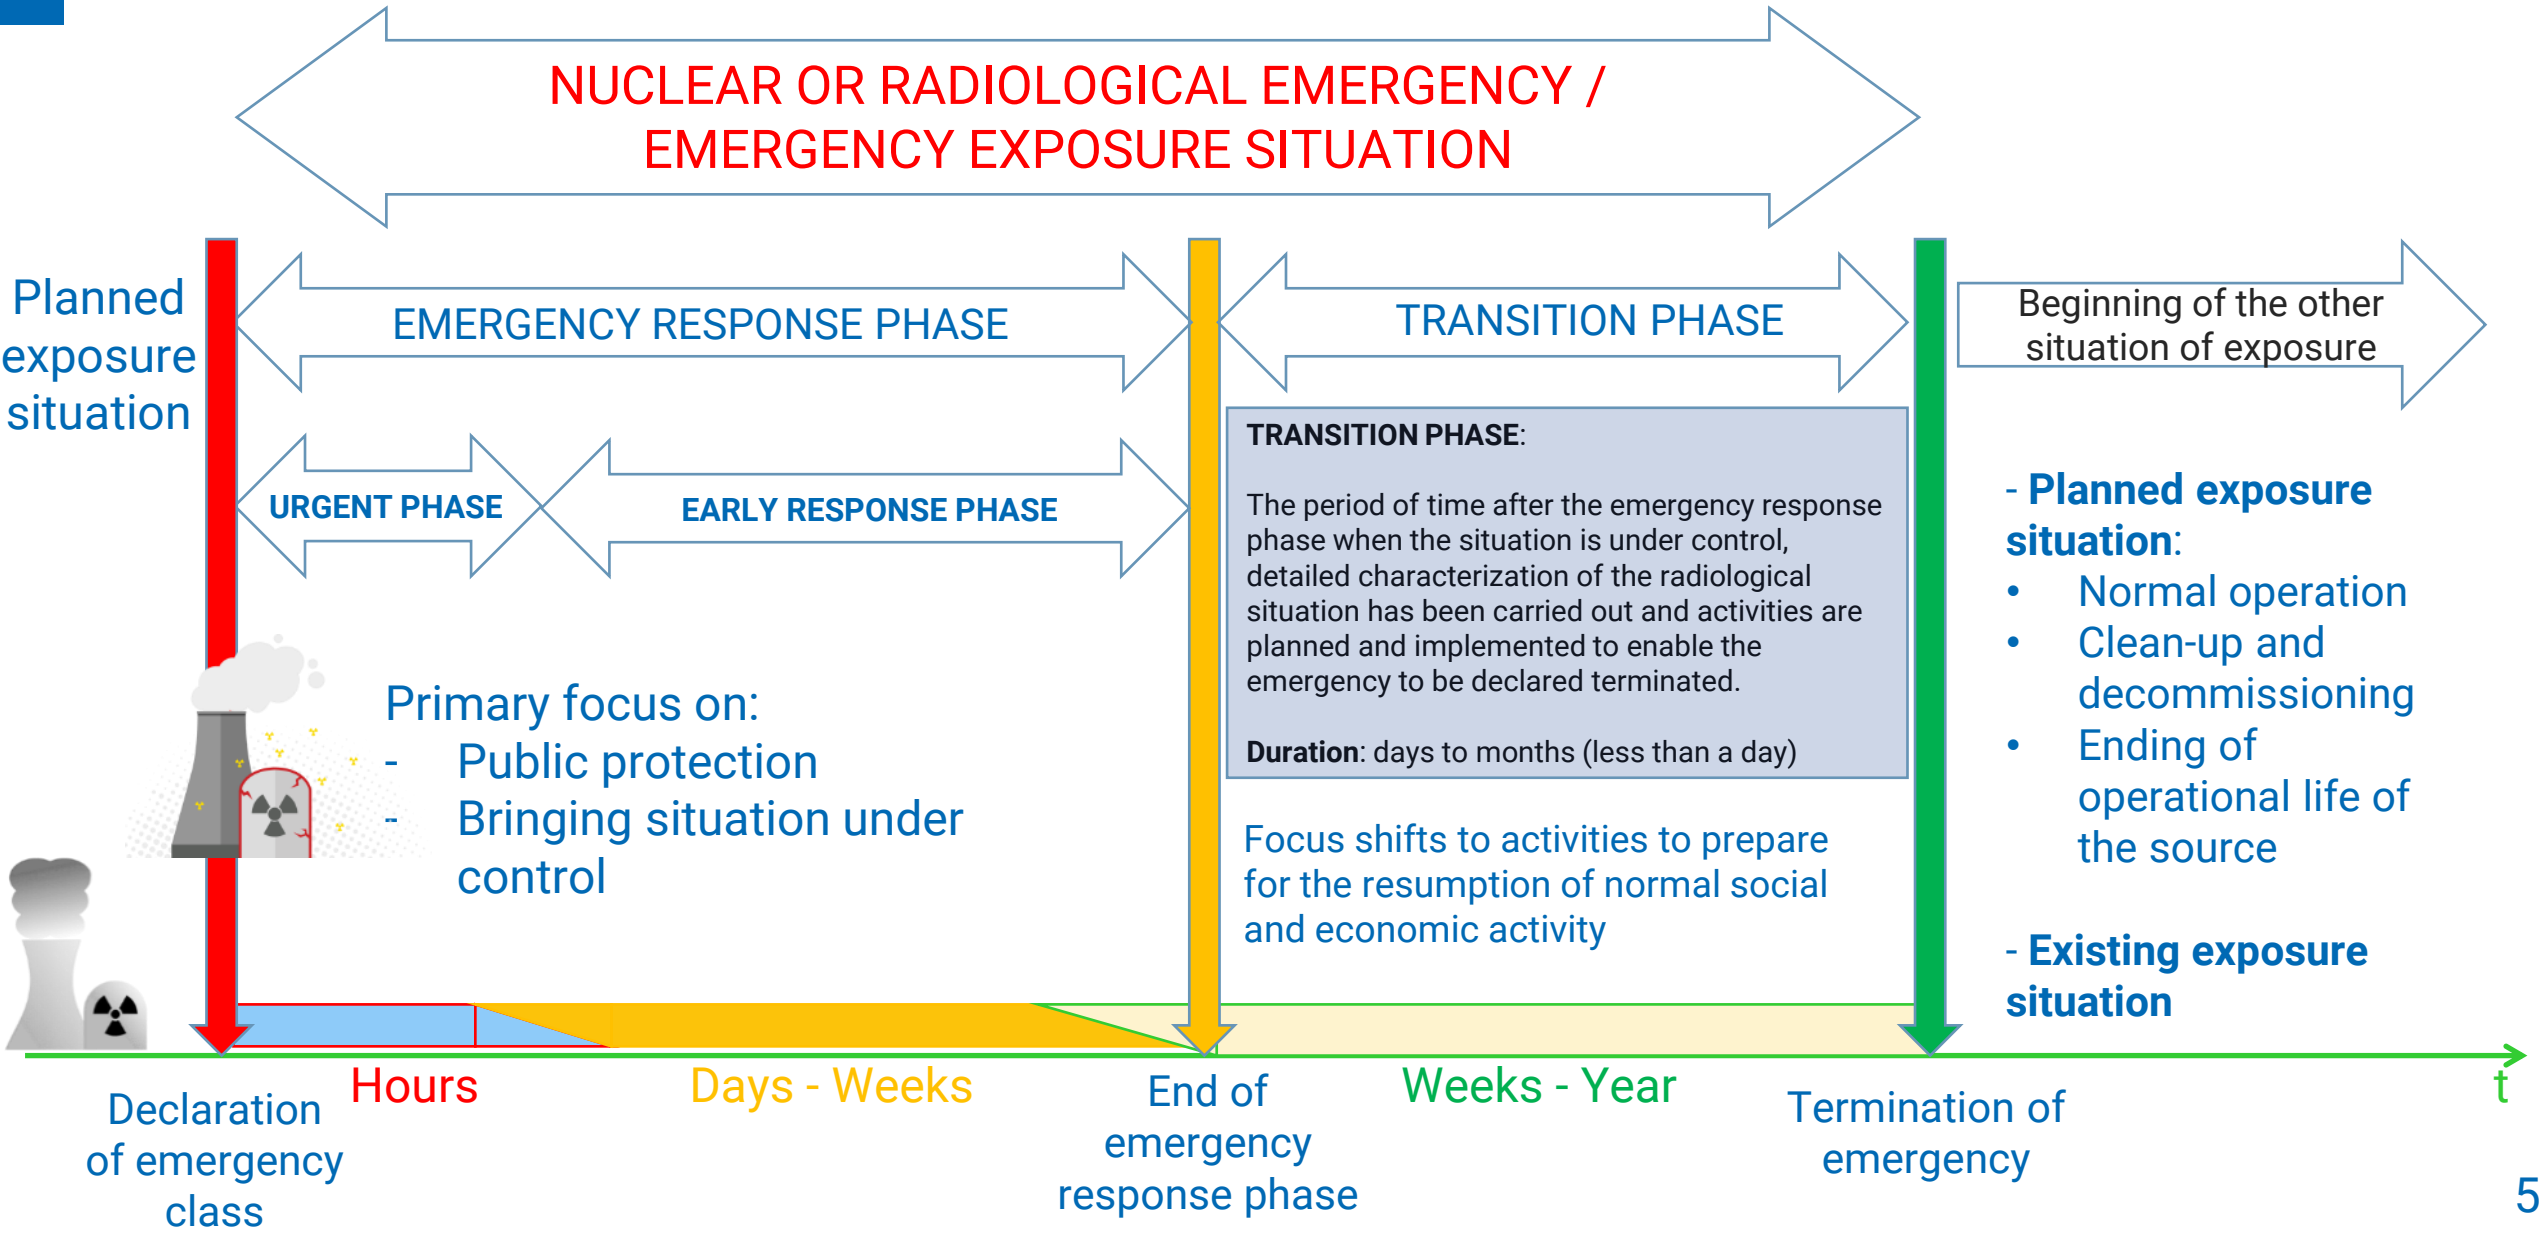 NUCLEAR OR RADIOLOGICAL EMERGENCY /
EMERGENCY EXPOSURE SITUATION
Planned
exposure
situation
EMERGENCY RESPONSE PHASE
TRANSITION PHASE
Beginning of the other
situation of exposure
URGENT PHASE
EARLY RESPONSE PHASE
TRANSITION PHASE:
The period of time after the emergency response
phase when the situation is under control,
detailed characterization of the radiological
situation has been carried out and activities are
planned and implemented to enable the
emergency to be declared terminated.
Duration: days to months (less than a day)
Primary focus on:
- Public protection
- Bringing situation under
control
Focus shifts to activities to prepare
for the resumption of normal social
and economic activity
- Planned exposure
situation:
• Normal operation
• Clean-up and
decommissioning
• Ending of
operational life of
the source
- Existing exposure
situation
Hours
Days - Weeks
Weeks - Year
t
Declaration
of emergency
class
End of
emergency
response phase
Termination of
emergency
5